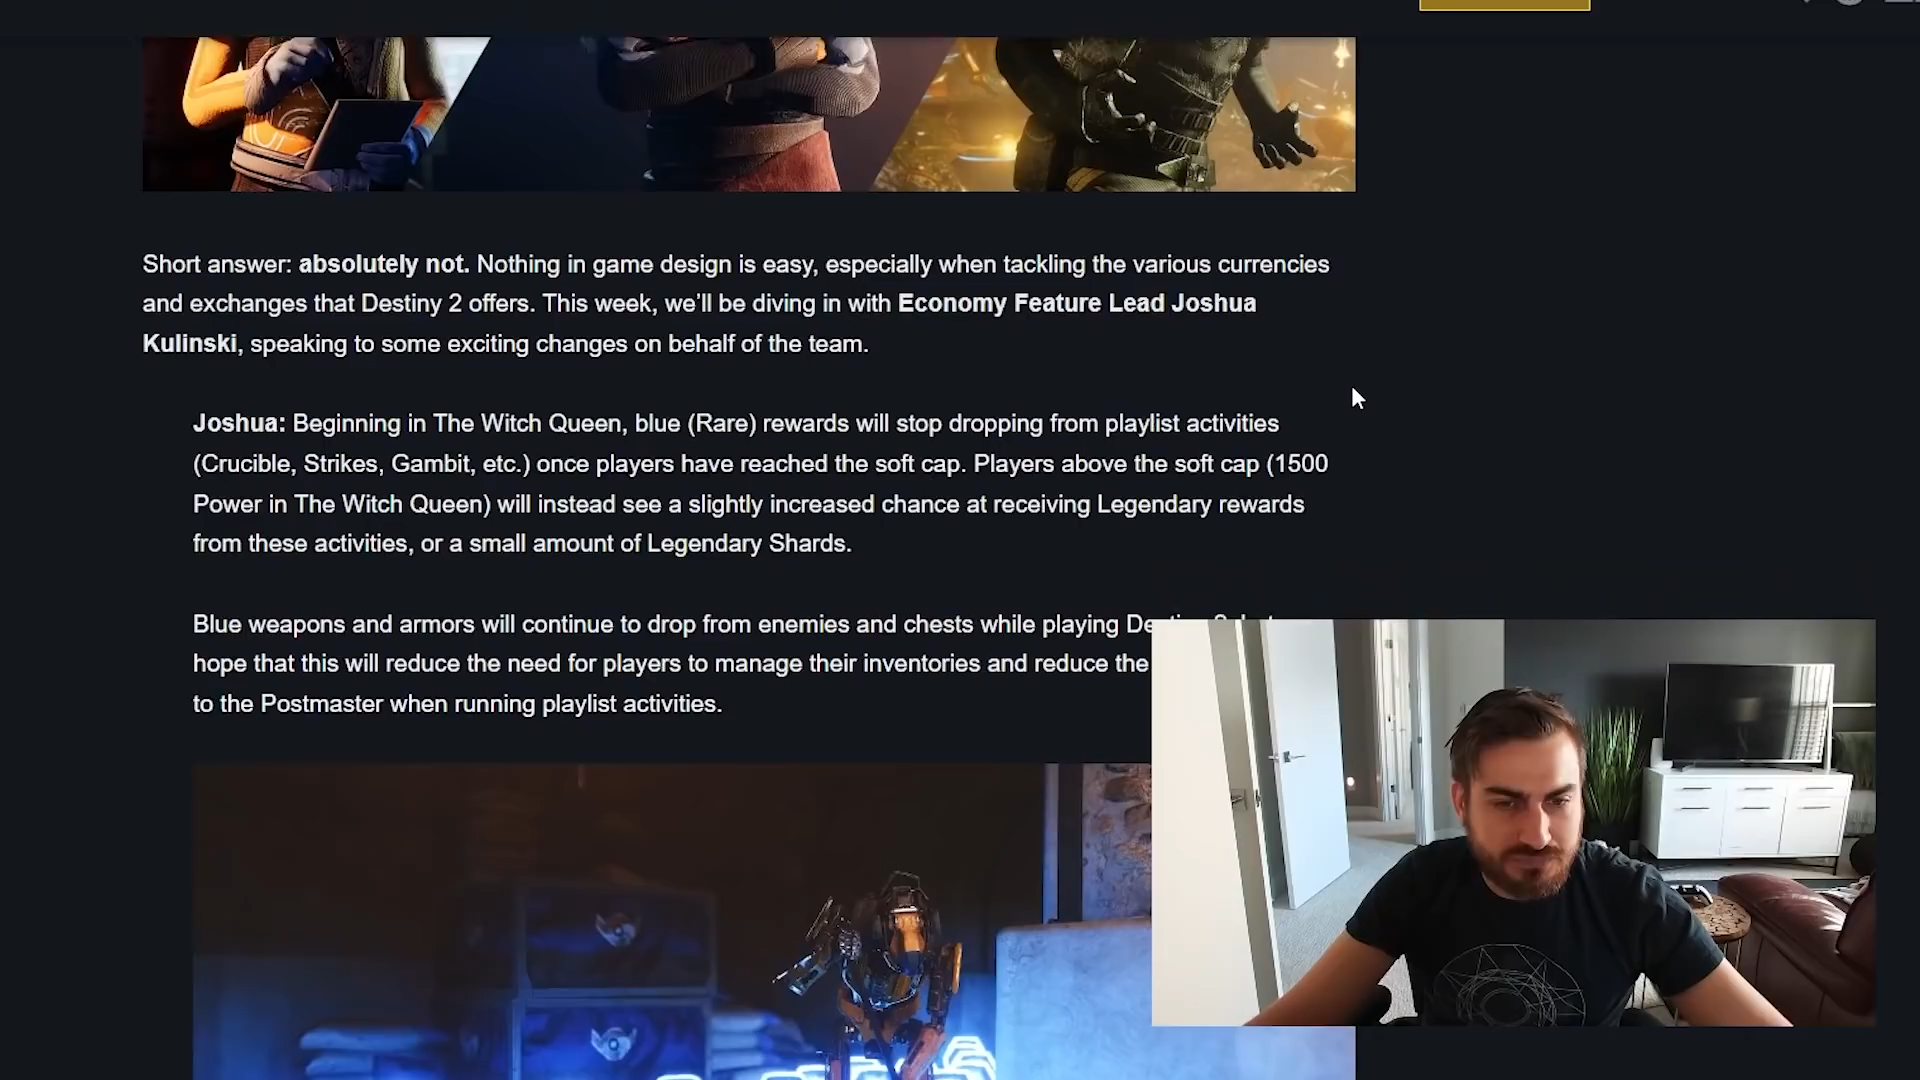 Short answer: absolutely not. Nothing in game design is easy, especially when tackling the various currencies
and exchanges that Destiny 2 offers. This week, we’ll be diving in with Economy Feature Lead Joshua
Kulinski, speaking to some exciting changes on behalf of the team.
Joshua: Beginning in The Witch Queen, blue (Rare) rewards will stop dropping from playlist activities
(Crucible, Strikes, Gambit, etc.) once players have reached the soft cap. Players above the soft cap (1500
Power in The Witch Queen) will instead see a slightly increased chance at receiving Legendary rewards
from these activities, or a small amount of Legendary Shards.
Blue weapons and armors will continue to drop from enemies and chests while playing
hope that this will reduce the need for players to manage their inventories and reduce the
to the Postmaster when running playlist activities.